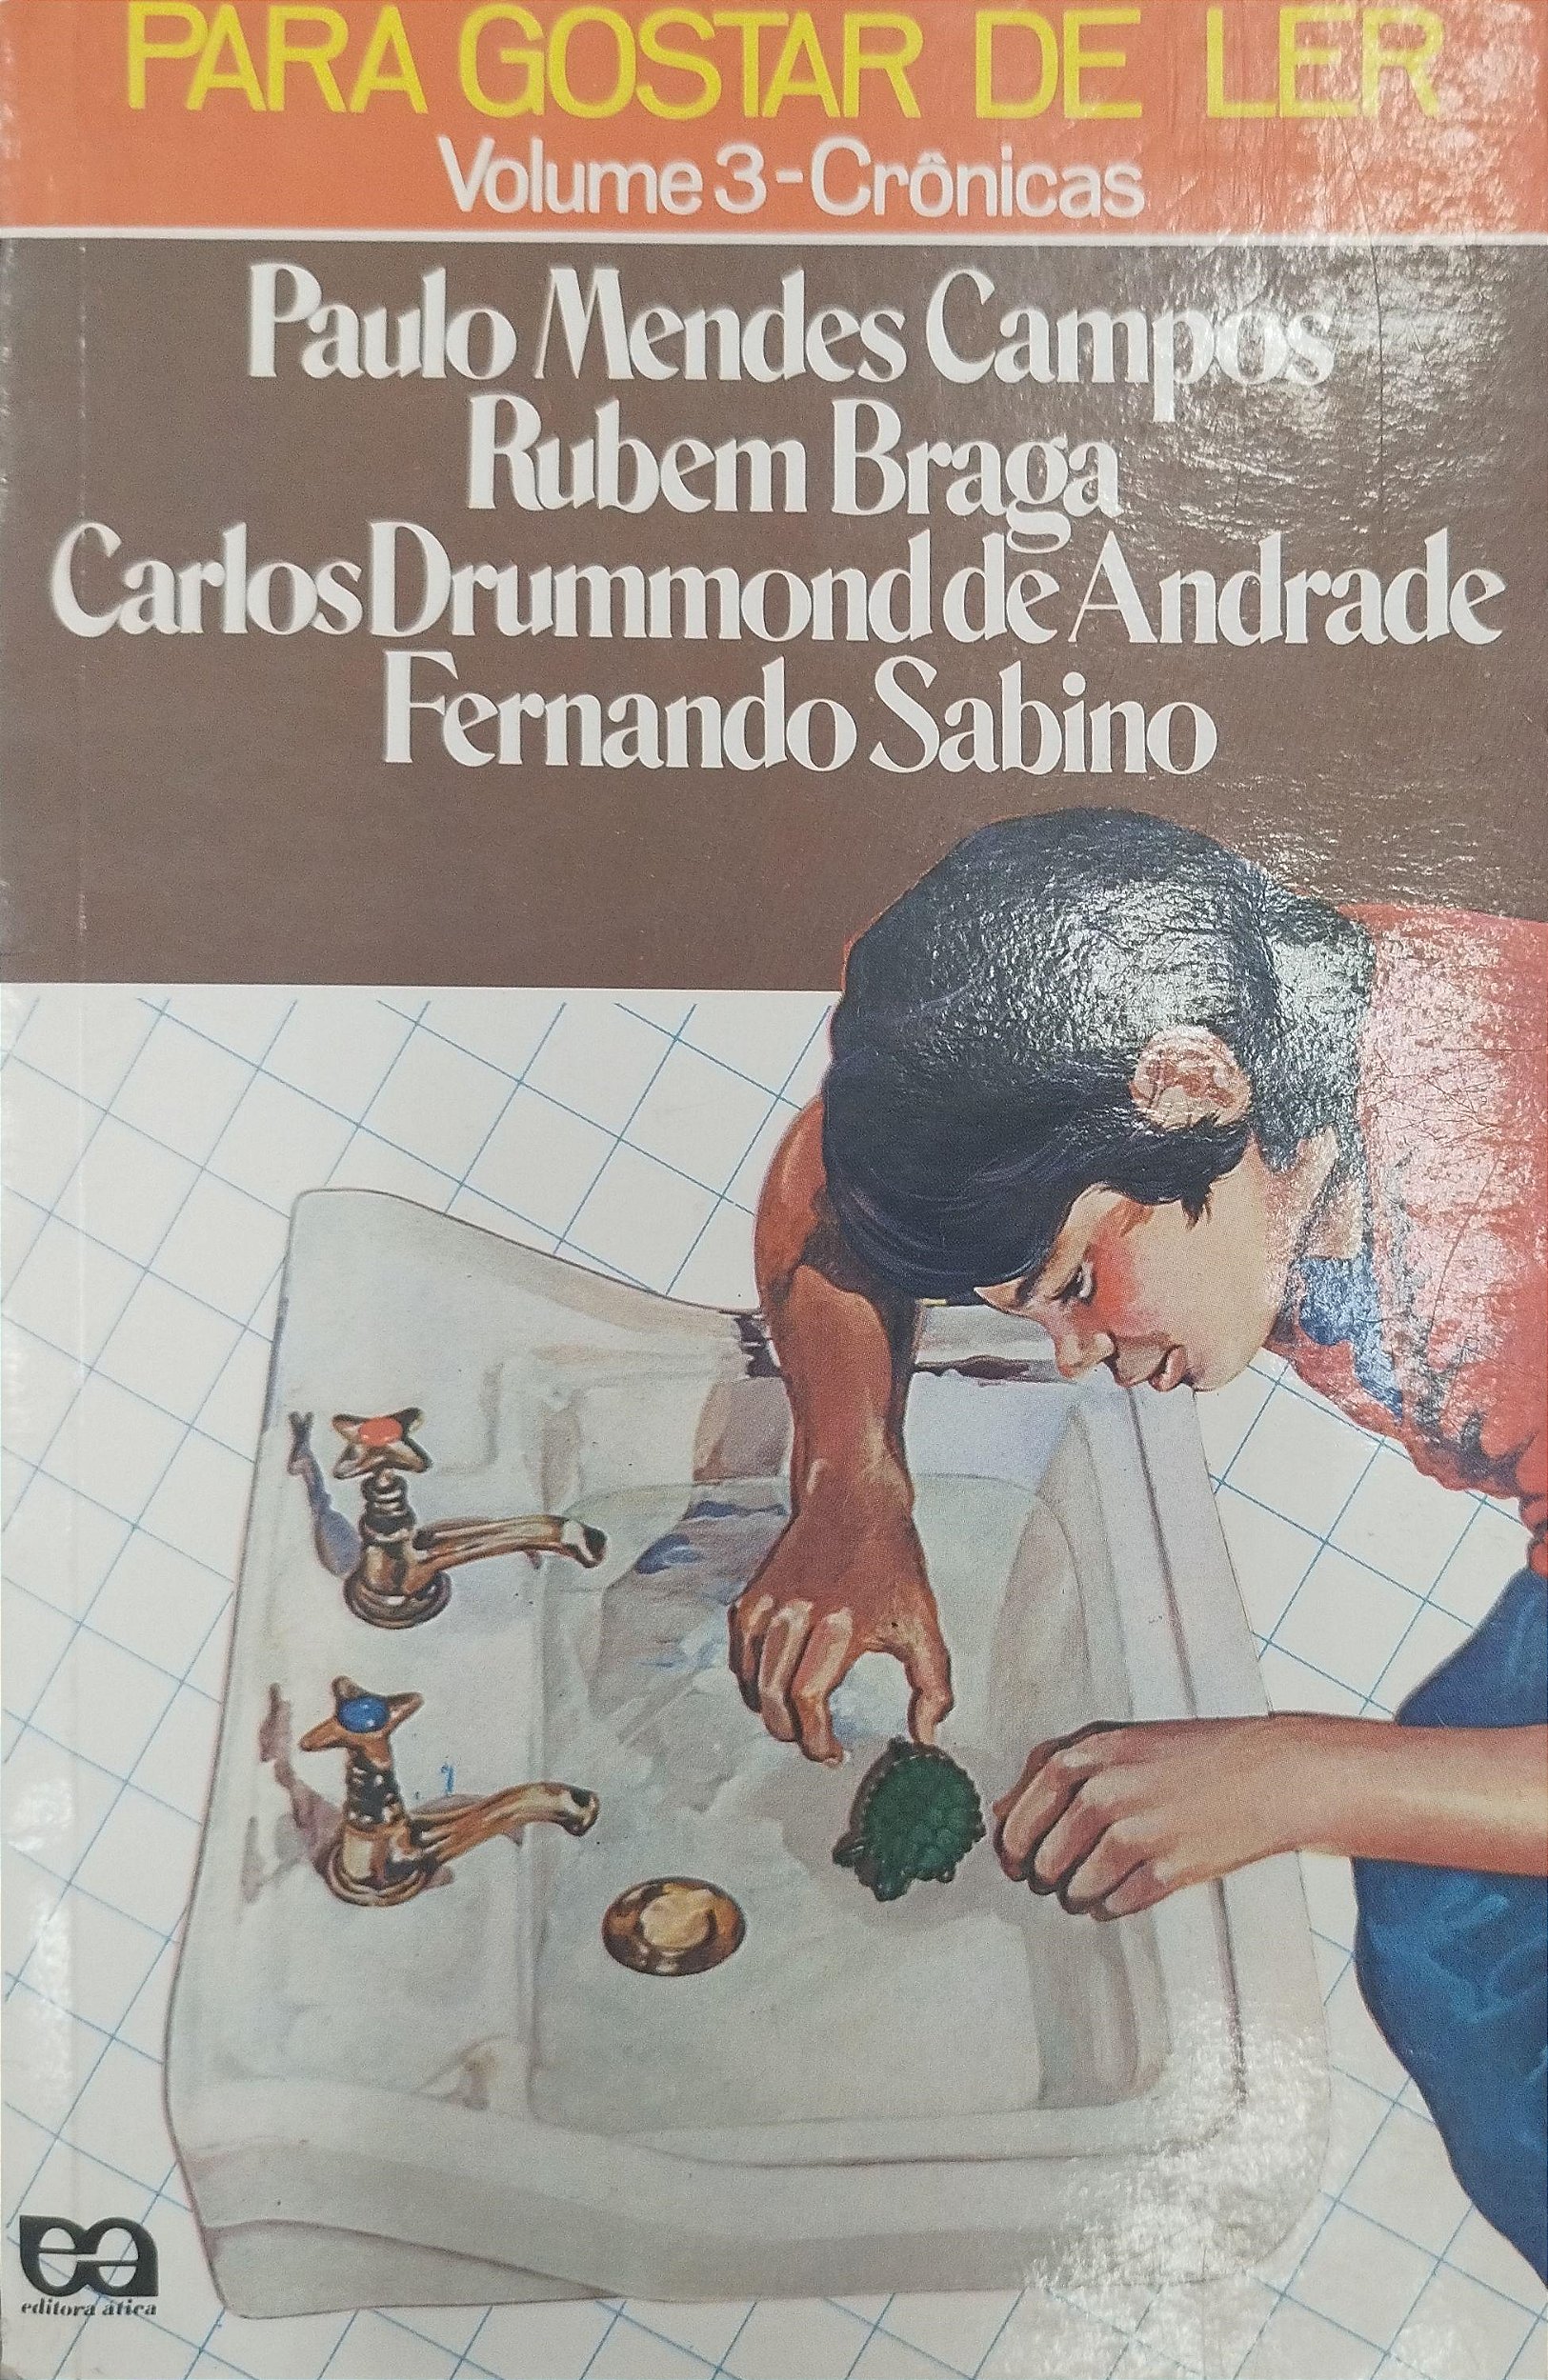 PARA GOSTAR DE LER
Volume 3 - Crônicas
Paulo Mendes Campos
Rubem Braga
Carlos Drummond de Andrade
Fernando Sabino
ea
editora ática